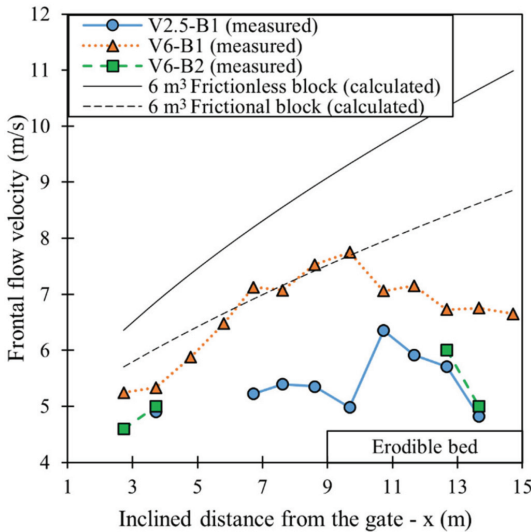 12
11
10
9
8
7
6
5
4
Frontal flow velocity (m/s)
V2.5-B1 (measured)
V6-B1 (measured)
V6-B2 (measured)
6 m³ Frictionless block (calculated)
6 m³ Frictional block (calculated)
Erodible bed
1 3 5 7 9 11 13 15
Inclined distance from the gate - x (m)